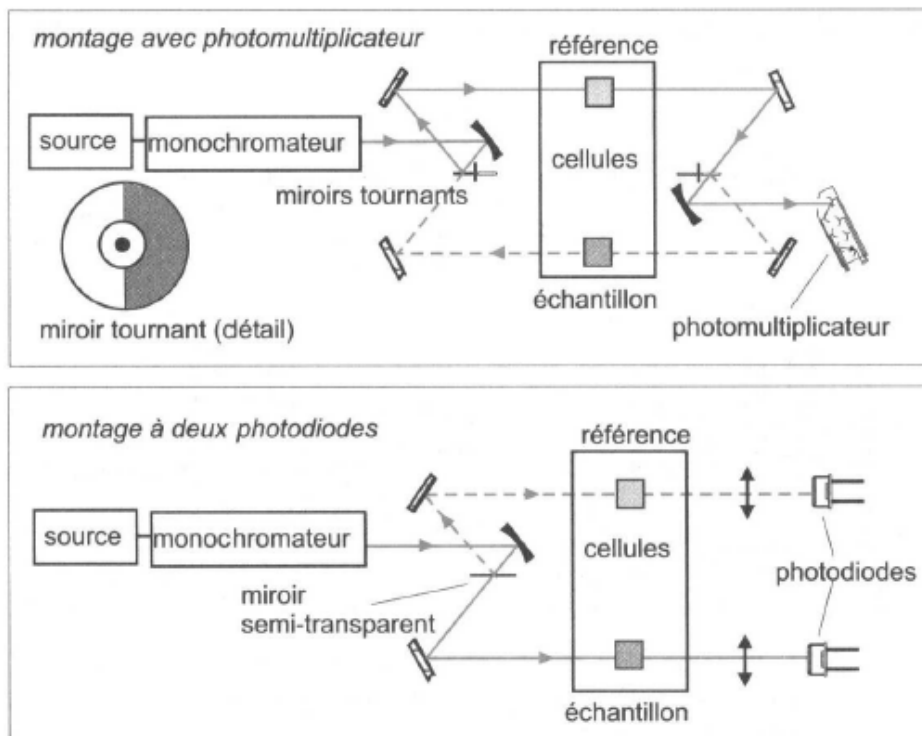 montage avec photomultiplicateur
référence
source
monochromateur
cellules
miroirs tournants
échantillon
miroir tournant (détail)
photomultiplicateur
montage à deux photodiodes
référence
source
monochromateur
cellules
photodiodes
miroir
semi-transparent
échantillon